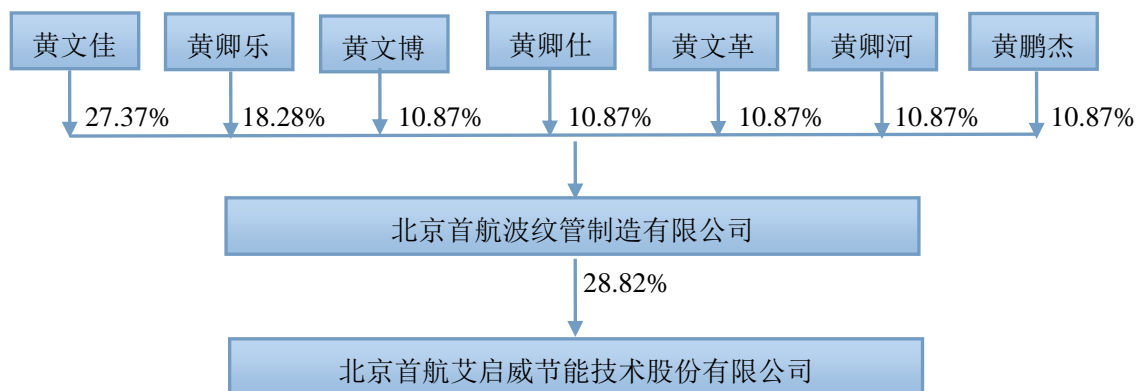 黄文佳 黄卿乐 黄文博 黄卿仕 黄文革 黄卿河 黄鹏杰
27.37% 18.28% 10.87% 10.87% 10.87% 10.87% 10.87%
北京首航波纹管制造有限公司
28.82%
北京首航艾启威节能技术股份有限公司